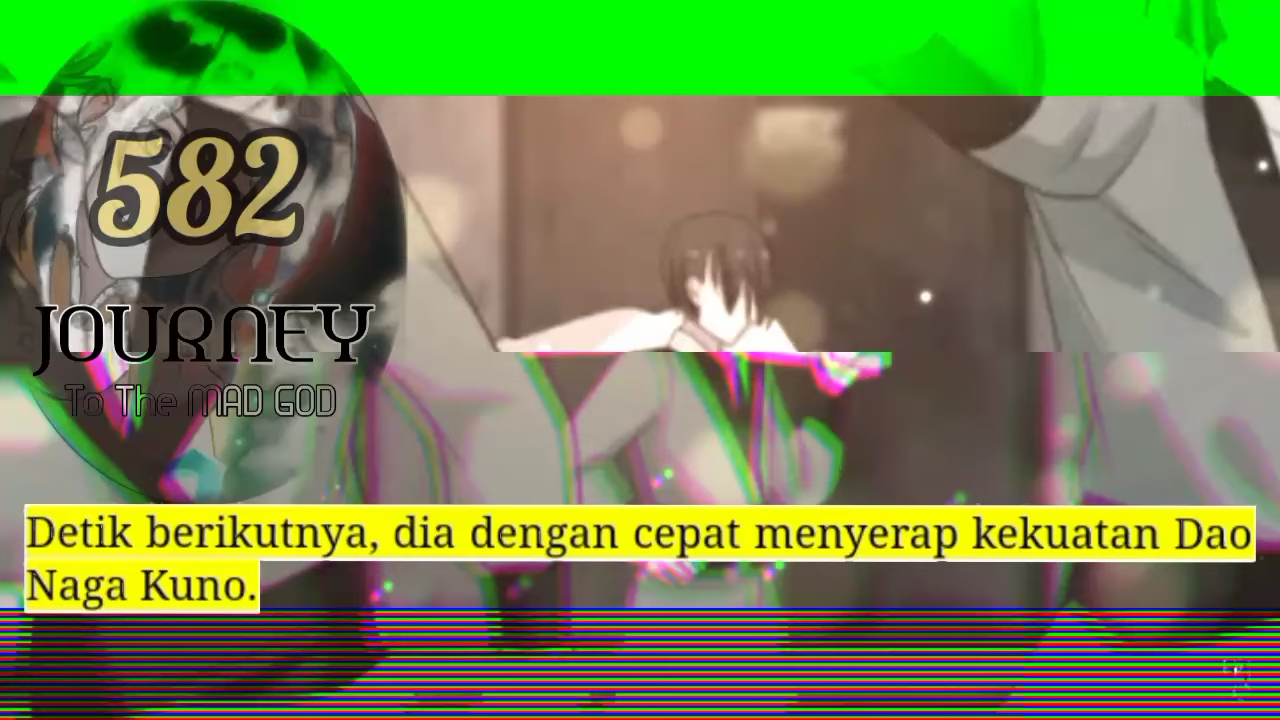 582
JOURNEY
To The MAD GOD
Detik berikutnya, dia dengan cepat menyerap kekuatan Dao
Naga Kuno.